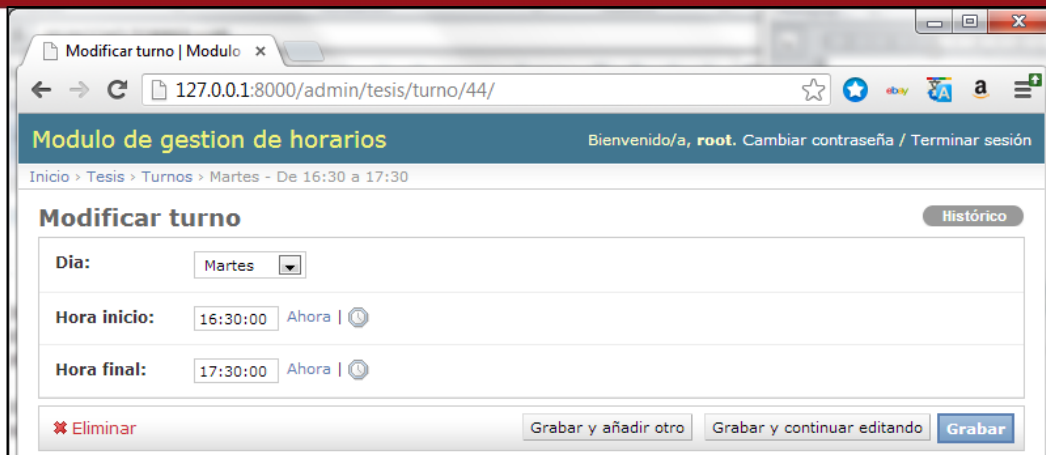 Modificar turno | Modulo
127.0.0.1:8000/admin/tesis/turno/44/
ebay
a
Modulo de gestion de horarios
Bienvenido/a, root. Cambiar contraseña / Terminar sesión
Inicio › Tesis › Turnos › Martes - De 16:30 a 17:30
Modificar turno
Histórico
Dia:
Martes
Hora inicio:
16:30:00
Ahora |
Hora final:
17:30:00
Ahora |
Eliminar
Grabar y añadir otro
Grabar y continuar editando
Grabar